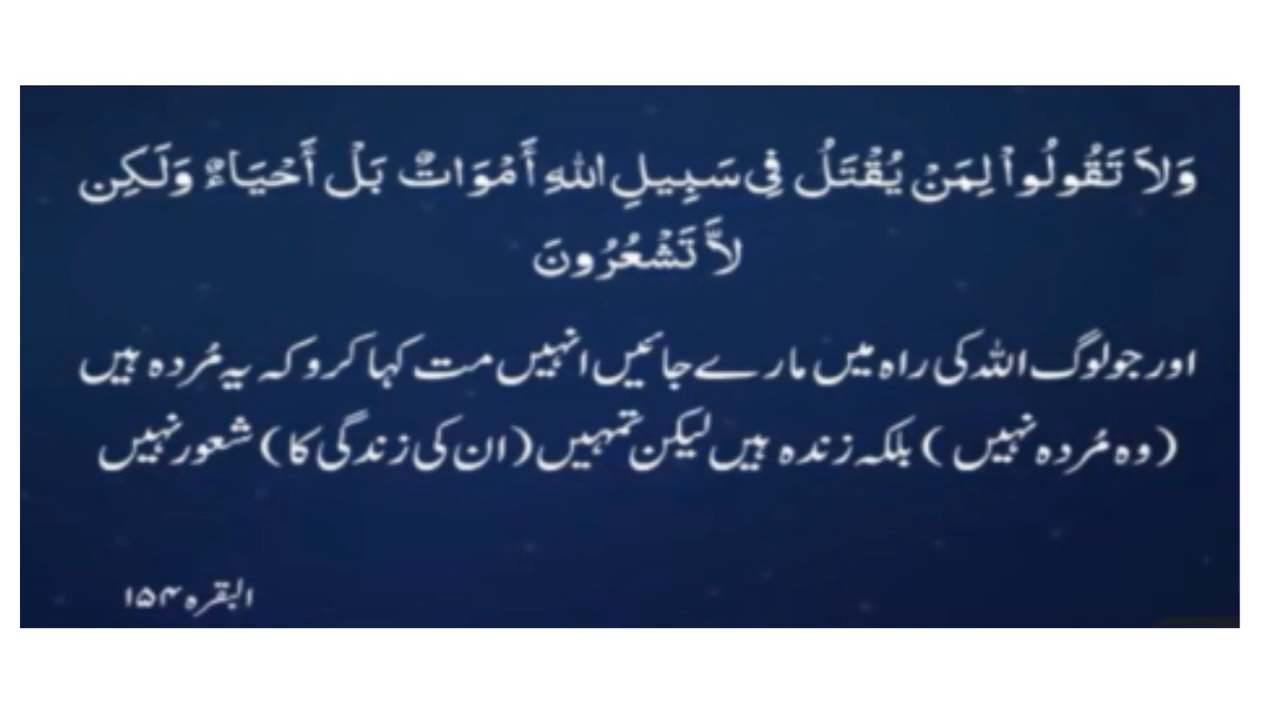 وَلاَ تَقُولُواْ لِمَنْ يُقْتَلُ فِي سَبِيلِ اللهِ أَمْوَاتٌ بَلْ أَحْيَاءٌ وَلَكِن
لاَّ تَشْعُرُونَ
اور جو لوگ اللہ کی راہ میں مارے جائیں انہیں مت کہا کرو کہ یہ مُردہ ہیں
(وہ مُردہ نہیں) بلکہ زندہ ہیں لیکن تمہیں (ان کی زندگی کا) شعور نہیں
البقرہ ۱۵۴